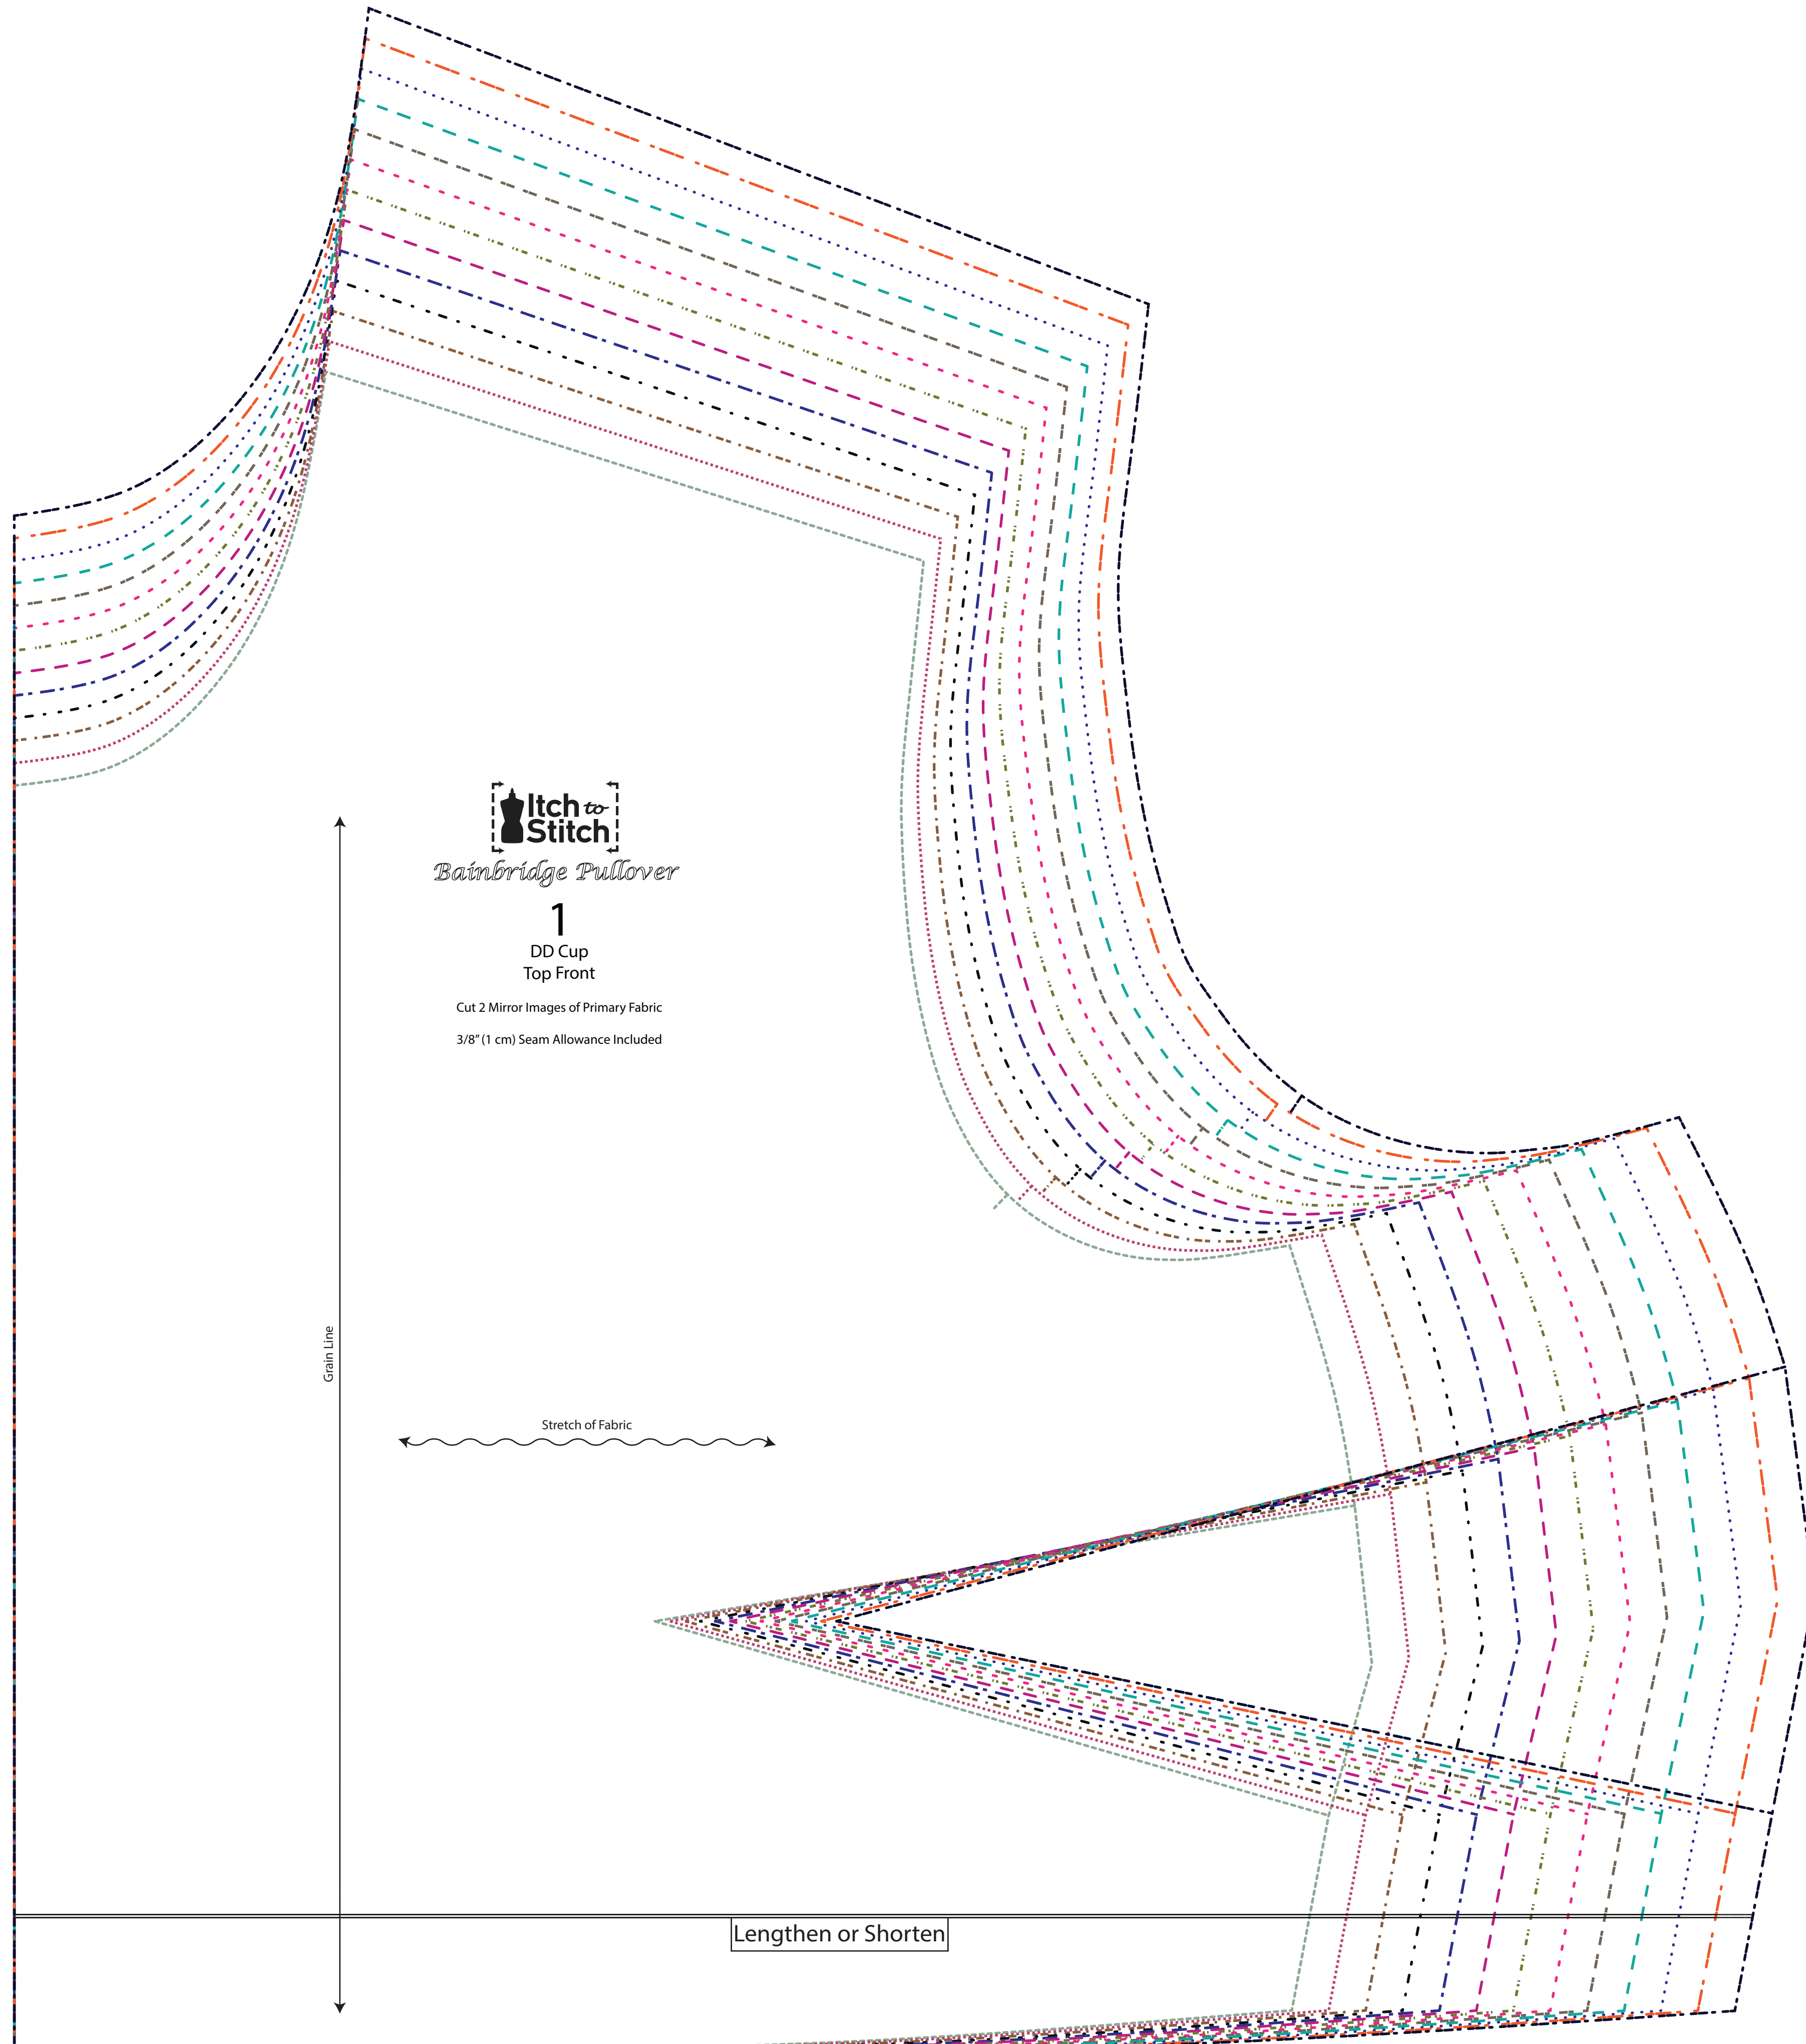 Itch to
Stitch
Bainbridge Pullover
1
DD Cup
Top Front
Cut 2 Mirror Images of Primary Fabric
3/8” (1 cm) Seam Allowance Included
Grain Line
Stretch of Fabric
Lengthen or Shorten